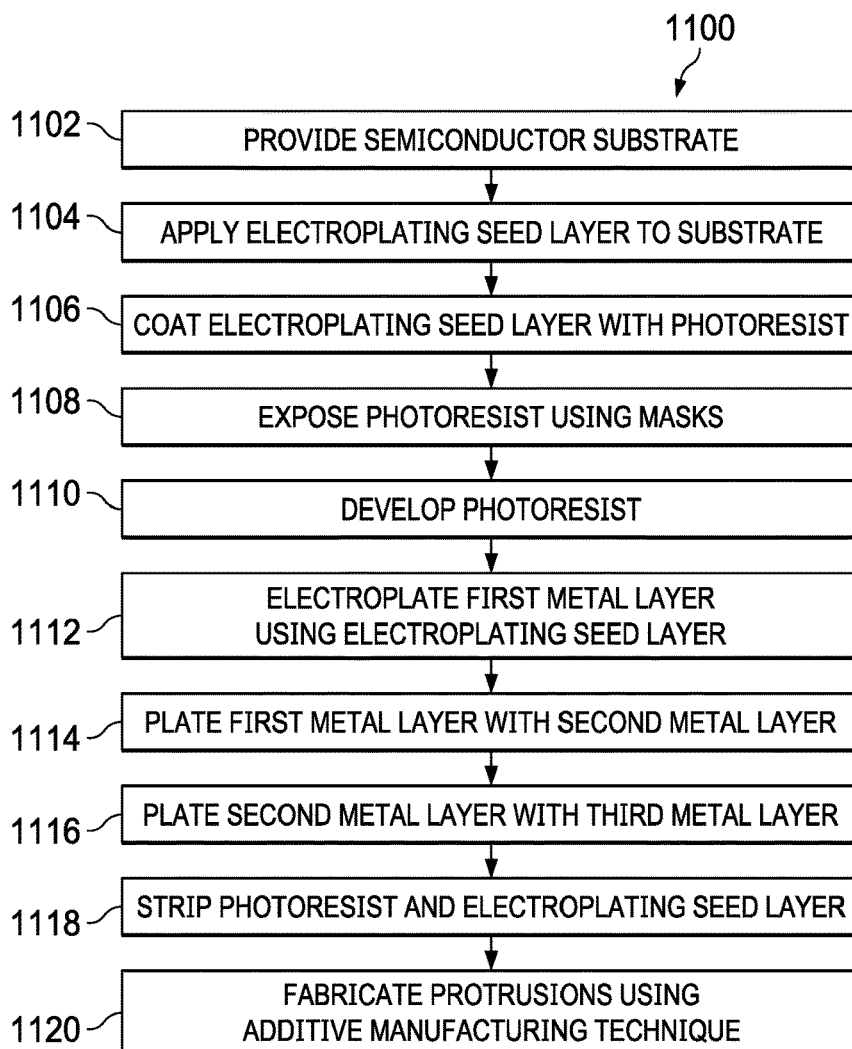 1100
1102
PROVIDE SEMICONDUCTOR SUBSTRATE
1104
APPLY ELECTROPLATING SEED LAYER TO SUBSTRATE
1106
COAT ELECTROPLATING SEED LAYER WITH PHOTORESIST
1108
EXPOSE PHOTORESIST USING MASKS
1110
DEVELOP PHOTORESIST
1112
ELECTROPLATE FIRST METAL LAYER
USING ELECTROPLATING SEED LAYER
1114
PLATE FIRST METAL LAYER WITH SECOND METAL LAYER
1116
PLATE SECOND METAL LAYER WITH THIRD METAL LAYER
1118
STRIP PHOTORESIST AND ELECTROPLATING SEED LAYER
1120
FABRICATE PROTRUSIONS USING
ADDITIVE MANUFACTURING TECHNIQUE